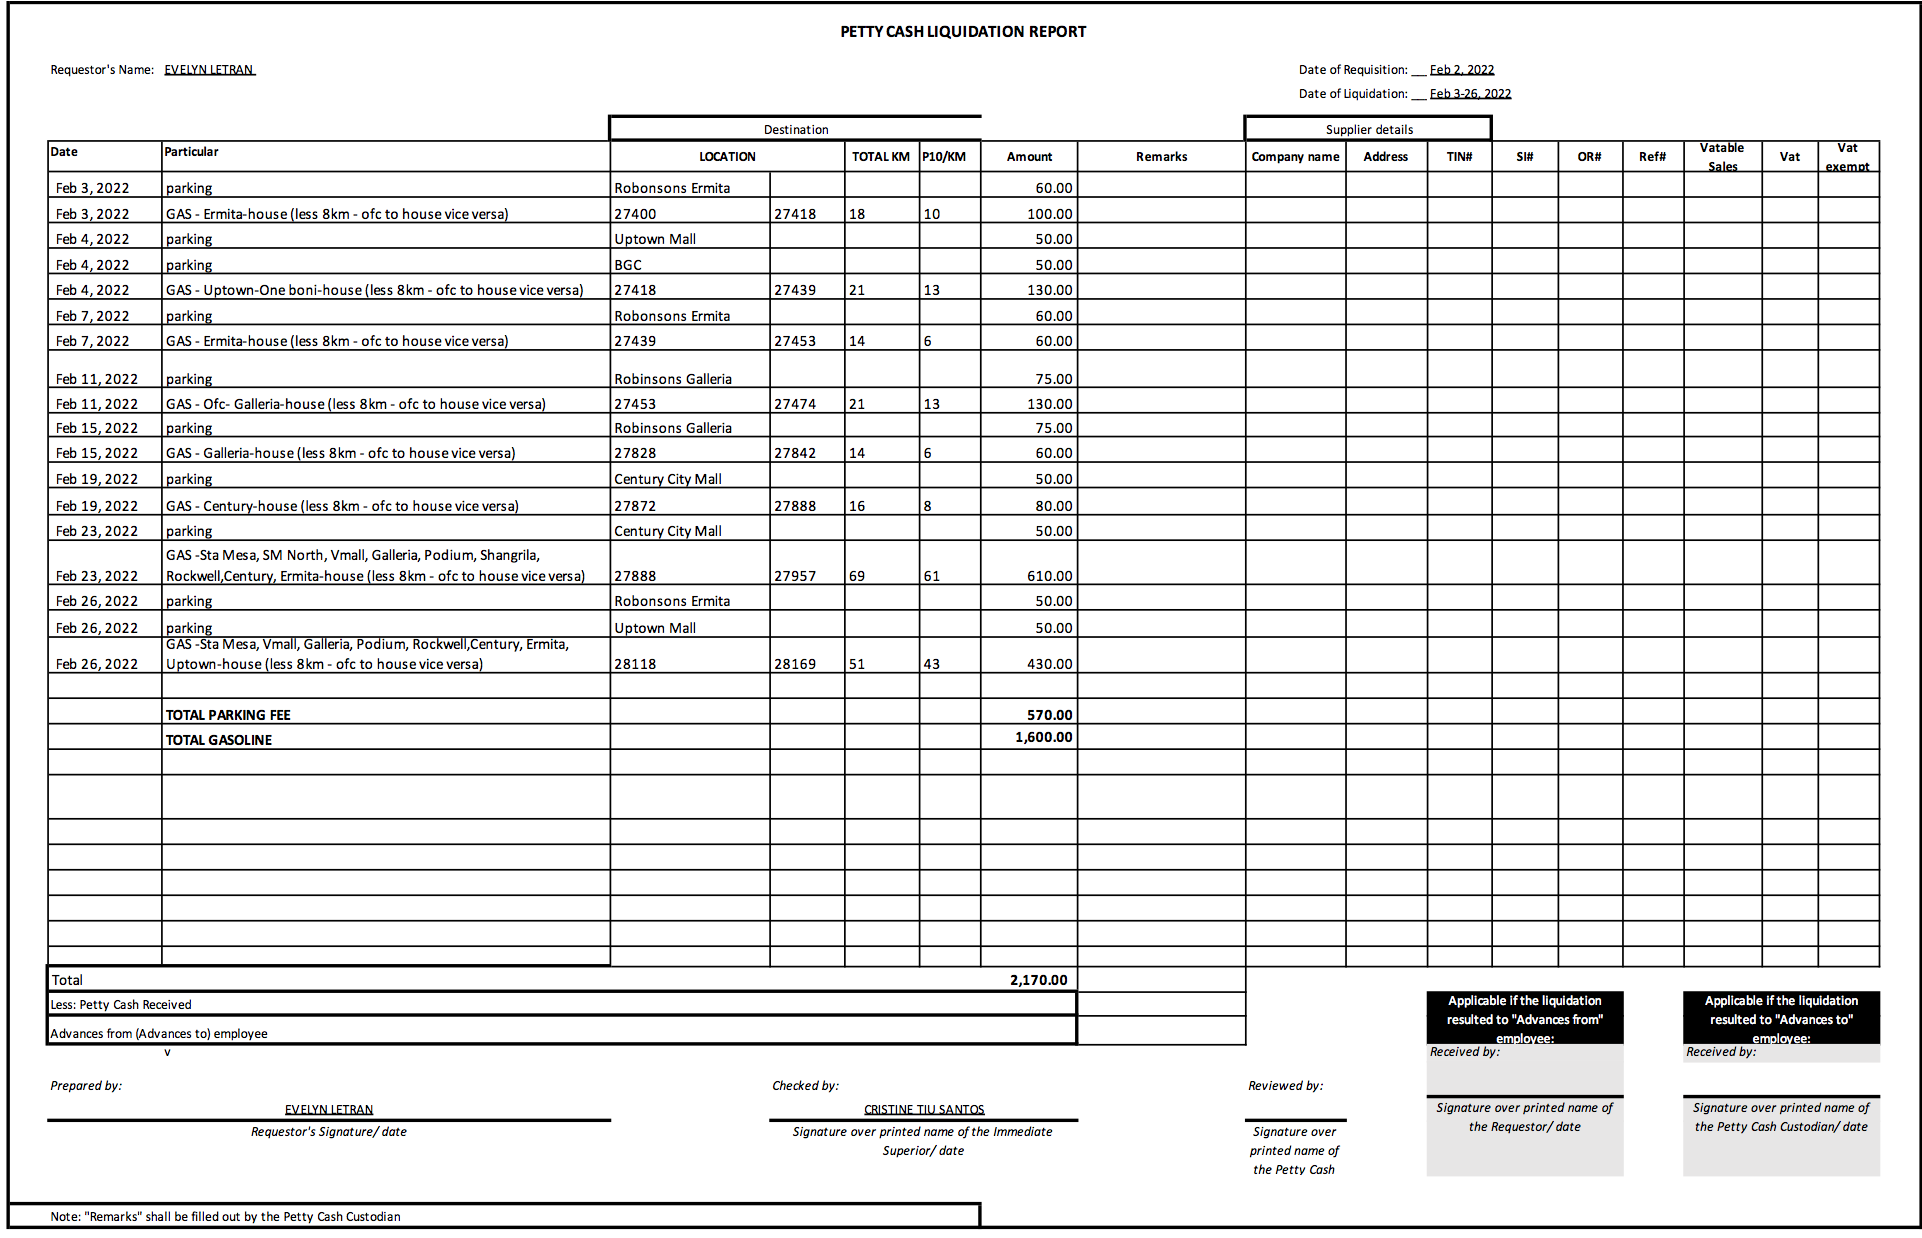 PETTY CASH LIQUIDATION REPORT
Requestor's Name: EVELYN LETRAN
Date of Requisition: __ Feb 2, 2022
Date of Liquidation: __ Feb 3-26, 2022
Destination Supplier details
Date Particular LOCATION TOTAL KM P10/KM Amount Remarks Company name Address TIN# SI# OR# Ref# Vatable Sales Vat Vat exempt
Feb 3, 2022 parking Robonsons Ermita 60.00
Feb 3, 2022 GAS - Ermita-house (less 8km - ofc to house vice versa) 27400 27418 18 10 100.00
Feb 4, 2022 parking Uptown Mall 50.00
Feb 4, 2022 parking BGC 50.00
Feb 4, 2022 GAS - Uptown-One boni-house (less 8km - ofc to house vice versa) 27418 27439 21 13 130.00
Feb 7, 2022 parking Robonsons Ermita 60.00
Feb 7, 2022 GAS - Ermita-house (less 8km - ofc to house vice versa) 27439 27453 14 6 60.00
Feb 11, 2022 parking Robinsons Galleria 75.00
Feb 11, 2022 GAS - Ofc- Galleria-house (less 8km - ofc to house vice versa) 27453 27474 21 13 130.00
Feb 15, 2022 parking Robinsons Galleria 75.00
Feb 15, 2022 GAS - Galleria-house (less 8km - ofc to house vice versa) 27828 27842 14 6 60.00
Feb 19, 2022 parking Century City Mall 50.00
Feb 19, 2022 GAS - Century-house (less 8km - ofc to house vice versa) 27872 27888 16 8 80.00
Feb 23, 2022 parking Century City Mall 50.00
GAS -Sta Mesa, SM North, Vmall, Galleria, Podium, Shangrila,
Feb 23, 2022 Rockwell,Century, Ermita-house (less 8km - ofc to house vice versa) 27888 27957 69 61 610.00
Feb 26, 2022 parking Robonsons Ermita 50.00
Feb 26, 2022 parking Uptown Mall 50.00
GAS -Sta Mesa, Vmall, Galleria, Podium, Rockwell,Century, Ermita,
Feb 26, 2022 Uptown-house (less 8km - ofc to house vice versa) 28118 28169 51 43 430.00
TOTAL PARKING FEE 570.00
TOTAL GASOLINE 1,600.00
Total 2,170.00
Less: Petty Cash Received
Advances from (Advances to) employee
v
Applicable if the liquidation
resulted to "Advances from"
employee:
Received by:
Signature over printed name of
the Requestor/ date
Applicable if the liquidation
resulted to "Advances to"
employee:
Received by:
Signature over printed name of
the Petty Cash Custodian/ date
Prepared by:
EVELYN LETRAN
Requestor's Signature/ date
Checked by:
CRISTINE TIU SANTOS
Signature over printed name of the Immediate
Superior/ date
Reviewed by:
Signature over
printed name of
the Petty Cash
Note: "Remarks" shall be filled out by the Petty Cash Custodian